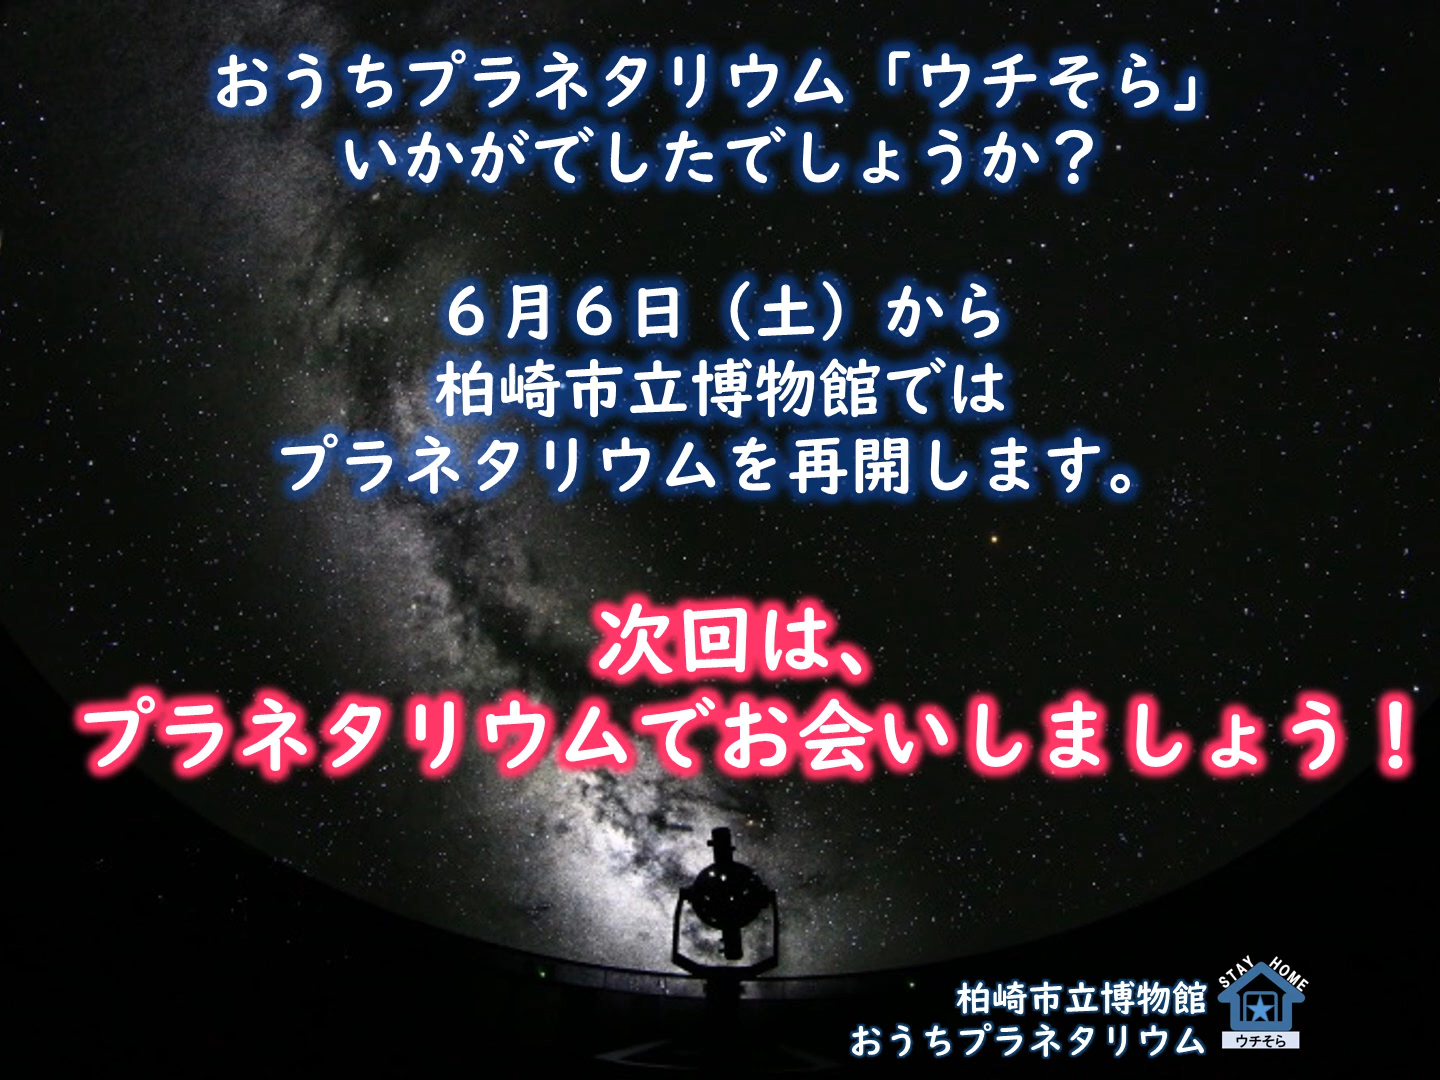 おうちプラネタリウム「ウチそら」
いかがでしたでしょうか？
６月６日（土）から
柏崎市立博物館では
プラネタリウムを再開します。
次回は、
プラネタリウムでお会いしましょう！
柏崎市立博物館
おうちプラネタリウム
STAY HOME
ウチそら